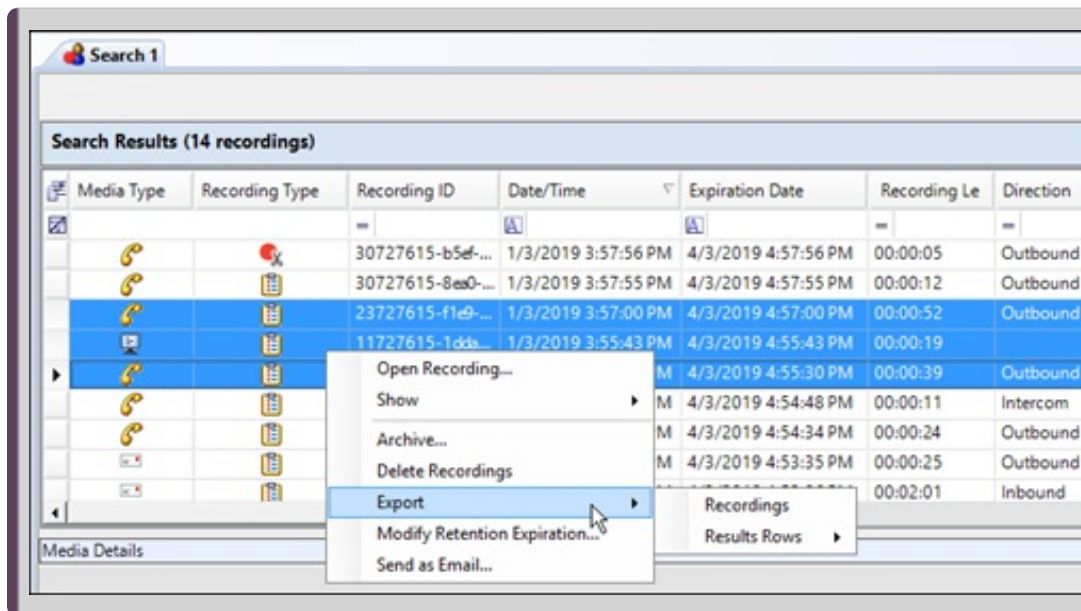 Search 1
Search Results (14 recordings)
Media Type Recording Type Recording ID Date/Time Expiration Date Recording Le Direction
= A A = =
30727615-b5ef-... 1/3/2019 3:57:56 PM 4/3/2019 4:57:56 PM 00:00:05 Outbound
30727615-8ea0-... 1/3/2019 3:57:55 PM 4/3/2019 4:57:55 PM 00:00:12 Outbound
23727615-f1e9-... 1/3/2019 3:57:00 PM 4/3/2019 4:57:00 PM 00:00:52 Outbound
11727615-1dda... 1/3/2019 3:55:43 PM 4/3/2019 4:55:43 PM 00:00:19
Open Recording... M 4/3/2019 4:55:30 PM 00:00:39 Outbound
Show M 4/3/2019 4:54:48 PM 00:00:11 Intercom
Archive... M 4/3/2019 4:54:34 PM 00:00:24 Outbound
Delete Recordings M 4/3/2019 4:53:35 PM 00:00:25 Outbound
Export 00:02:01 Inbound
Recordings
Modify Retention Expiration... Results Rows
Media Details
Send as Email...